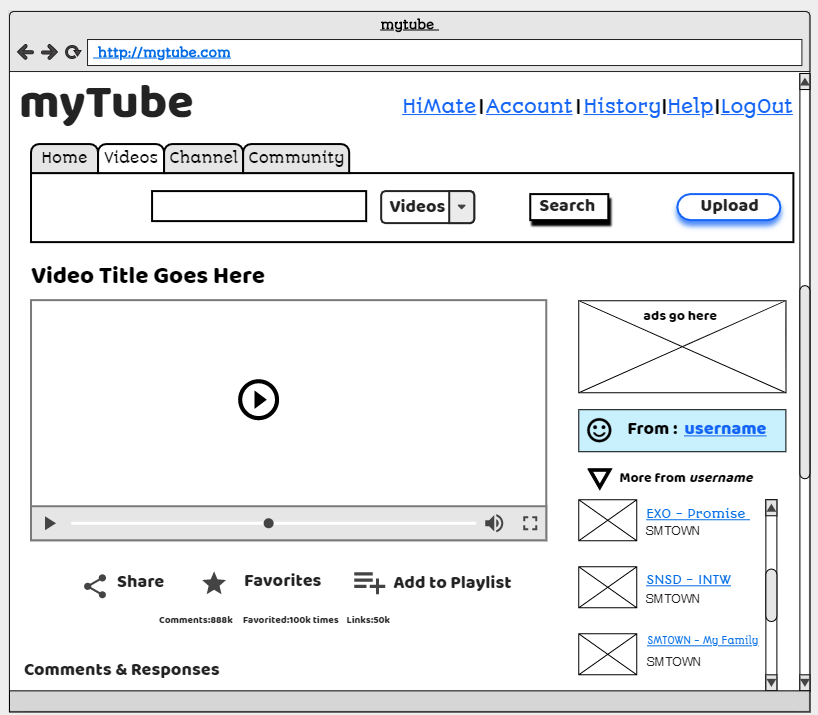 mytube
http://mytube.com
myTube
HiMate|Account|History|Help|LogOut
Home Videos Channel Community
Videos Search Upload
Video Title Goes Here
ads go here
From : username
More from username
EXO - Promise
SMTOWN
SNSD - INTW
SMTOWN
SMTOWN - My Family
SMTOWN
Share Favorites Add to Playlist
Comments:888k Favorited:100k times Links:50k
Comments & Responses